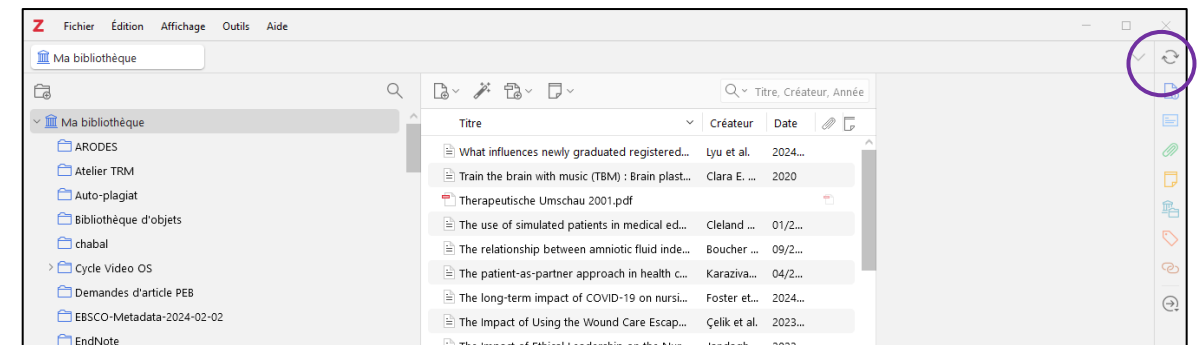 Z Fichier Édition Affichage Outils Aide
Ma bibliothèque
Titre, Créateur, Année
Ma bibliothèque
ARODES
Atelier TRM
Auto-plagiat
Bibliothèque d'objets
chabal
Cycle Video OS
Demandes d'article PEB
EBSCO-Metadata-2024-02-02
EndNote
Titre Créateur Date
What influences newly graduated registered... Lyu et al. 2024...
Train the brain with music (TBM) : Brain plast... Clara E. ... 2020
Therapeutische Umschau 2001.pdf
The use of simulated patients in medical ed... Cleland ... 01/2...
The relationship between amniotic fluid inde... Boucher ... 09/2...
The patient-as-partner approach in health c... Karaziva... 04/2...
The long-term impact of COVID-19 on nursi... Foster et... 2024...
The Impact of Using the Wound Care Escap... Çelik et al. 2023...